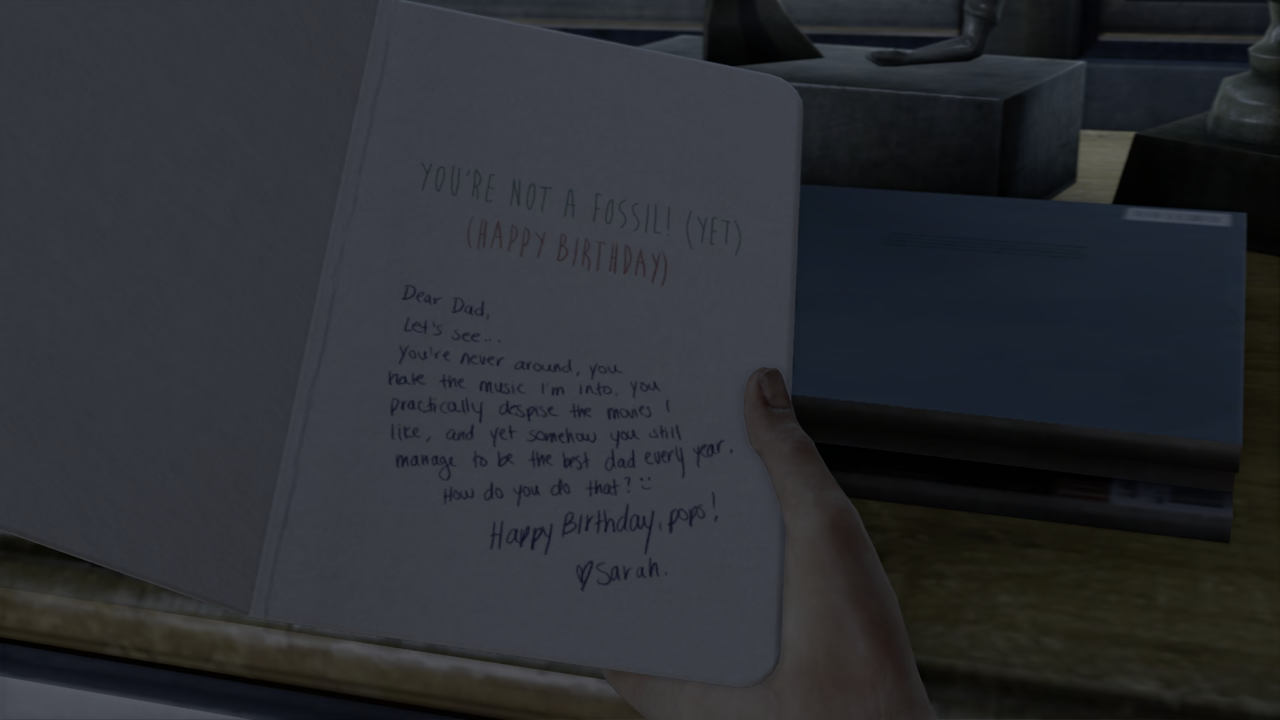 YOU'RE NOT A FOSSIL! (YET)
(HAPPY BIRTHDAY)
Dear Dad,
Let's see...
You're never around, you
hate the music I'm into, you
practically despise the movies I
like, and yet somehow you still
manage to be the best dad every year.
How do you do that? :)
Happy Birthday, pops!
♡Sarah.